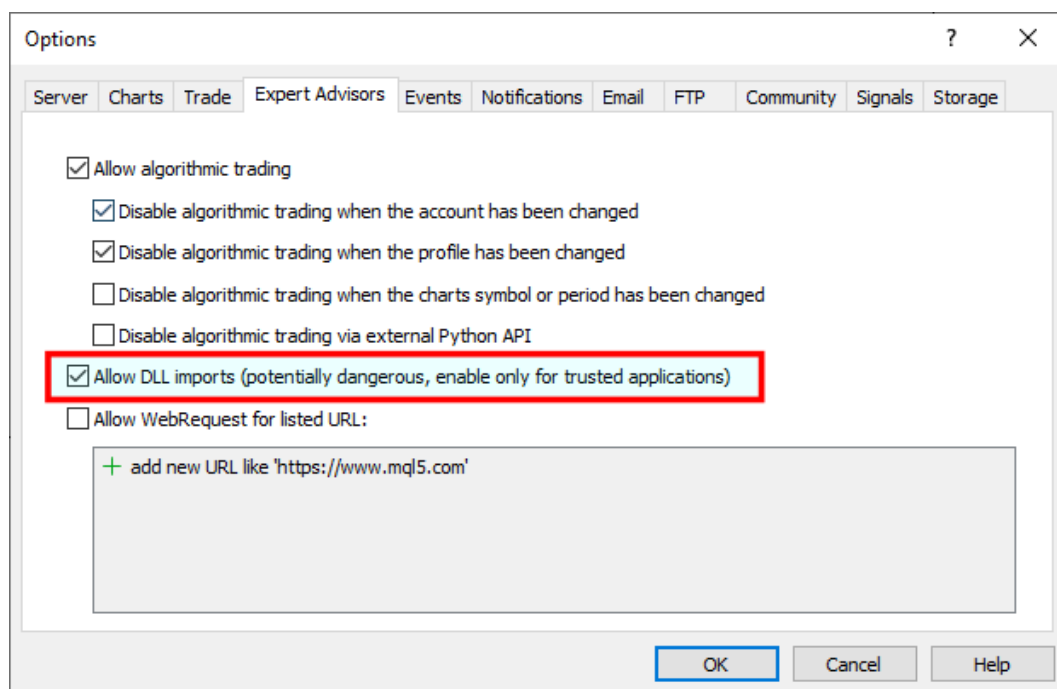 Options ?
Server Charts Trade Expert Advisors Events Notifications Email FTP Community Signals Storage
Allow algorithmic trading
Disable algorithmic trading when the account has been changed
Disable algorithmic trading when the profile has been changed
Disable algorithmic trading when the charts symbol or period has been changed
Disable algorithmic trading via external Python API
Allow DLL imports (potentially dangerous, enable only for trusted applications)
Allow WebRequest for listed URL:
add new URL like 'https://www.mql5.com'
OK Cancel Help